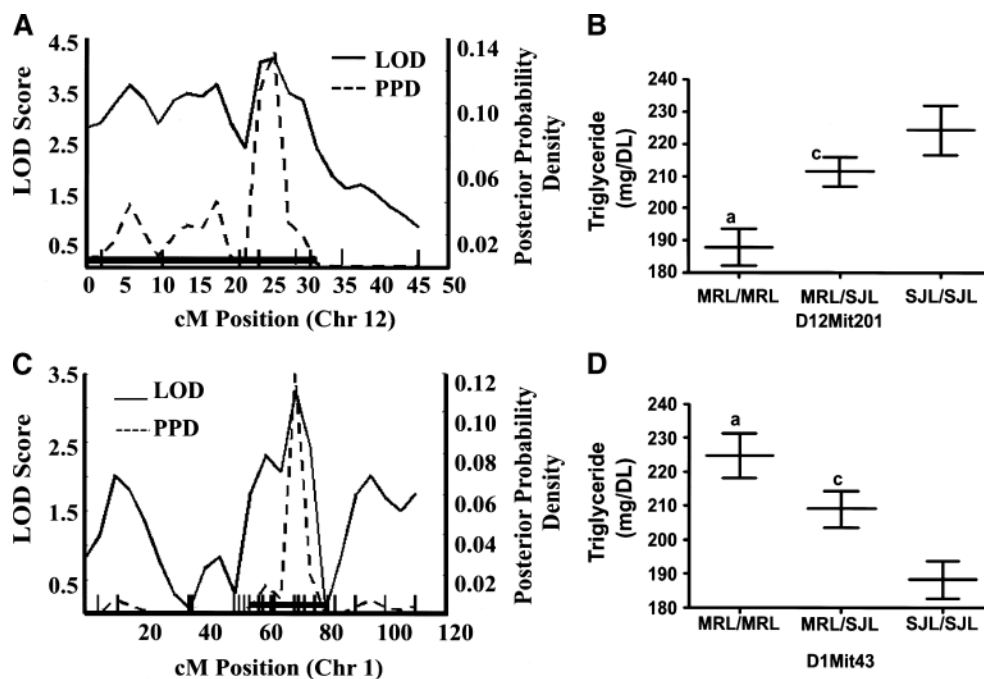 A
LOD Score
4.5
3.5
2.5
1.5
0.5
LOD
PPD
0.14
0.10
0.06
0.02
Posterior Probability
Density
0 5 10 15 20 25 30 35 40 45 50
cM Position (Chr 12)
B
Triglyceride
(mg/DL)
240
230
220
210
200
190
180
a
c
MRL/MRL MRL/SJL SJL/SJL
D12Mit201
C
LOD Score
3.5
2.5
1.5
0.5
LOD
PPD
0.12
0.10
0.08
0.06
0.04
0.02
Posterior Probability
Density
20 40 60 80 100 120
cM Position (Chr 1)
D
Triglyceride
(mg/DL)
240
230
220
210
200
190
180
a
c
MRL/MRL MRL/SJL SJL/SJL
D1Mit43